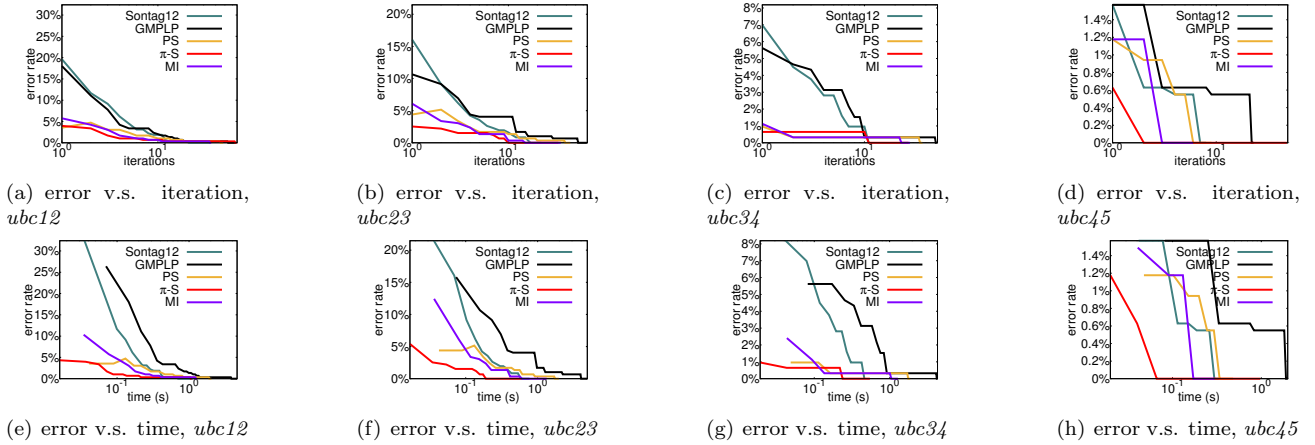 30%
25%
20%
15%
10%
5%
0%
error rate
Sontag12
GMPLP
PS
π-S
MI
10^0
10^1
iterations
20%
15%
10%
5%
0%
error rate
Sontag12
GMPLP
PS
π-S
MI
10^0
10^1
iterations
8%
7%
6%
5%
4%
3%
2%
1%
0%
error rate
Sontag12
GMPLP
PS
π-S
MI
10^0
10^1
iterations
1.4%
1.2%
1%
0.8%
0.6%
0.4%
0.2%
0%
error rate
Sontag12
GMPLP
PS
π-S
MI
10^0
10^1
iterations
(a) error v.s. iteration,
ubc12
(b) error v.s. iteration,
ubc23
(c) error v.s. iteration,
ubc34
(d) error v.s. iteration,
ubc45
30%
25%
20%
15%
10%
5%
0%
error rate
Sontag12
GMPLP
PS
π-S
MI
10^-1
10^0
time (s)
20%
15%
10%
5%
0%
error rate
Sontag12
GMPLP
PS
π-S
MI
10^-1
10^0
time (s)
8%
7%
6%
5%
4%
3%
2%
1%
0%
error rate
Sontag12
GMPLP
PS
π-S
MI
10^-1
10^0
time (s)
1.4%
1.2%
1%
0.8%
0.6%
0.4%
0.2%
0%
error rate
Sontag12
GMPLP
PS
π-S
MI
10^-1
10^0
time (s)
(e) error v.s. time, ubc12
(f) error v.s. time, ubc23
(g) error v.s. time, ubc34
(h) error v.s. time, ubc45